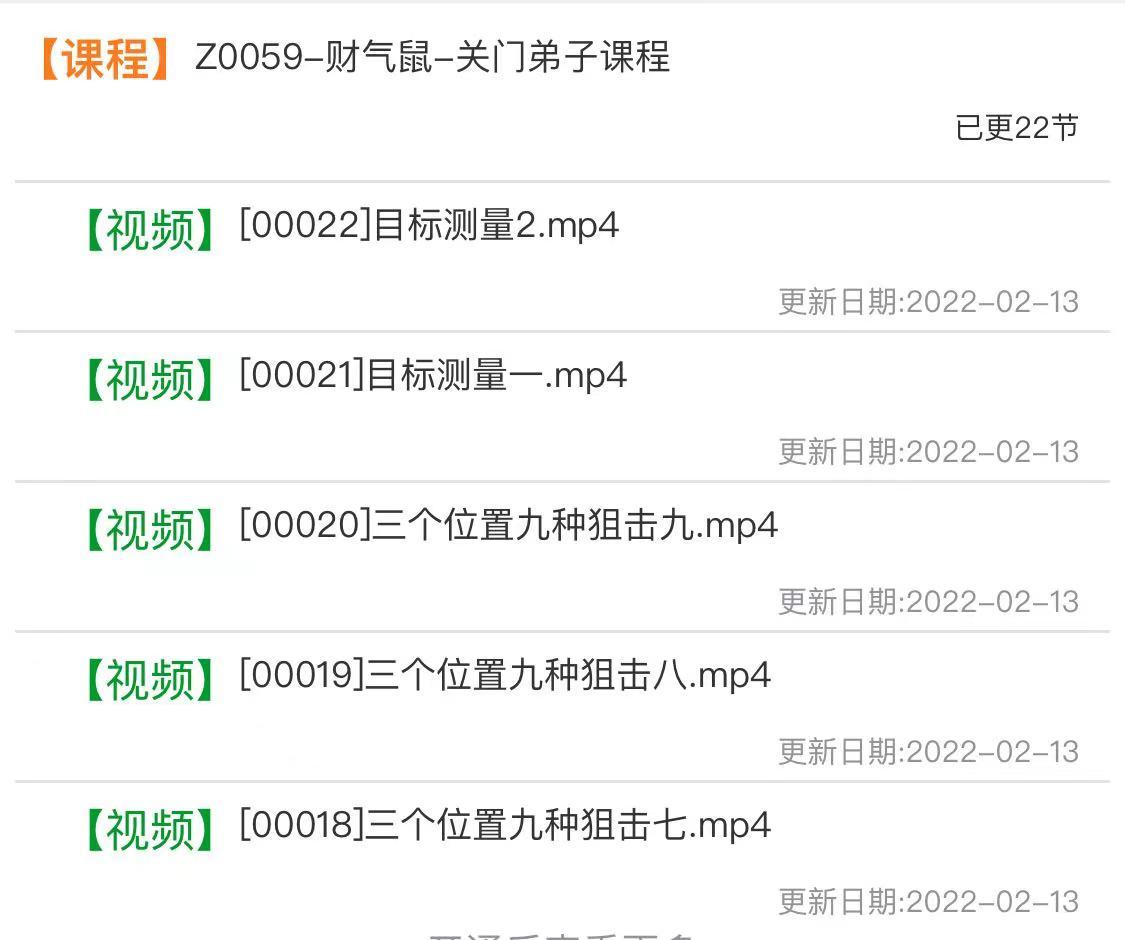 【课程】 Z0059-财气鼠-关门弟子课程
已更22节
【视频】 [00022]目标测量2.mp4
更新日期:2022-02-13
【视频】 [00021]目标测量一.mp4
更新日期:2022-02-13
【视频】 [00020]三个位置九种狙击九.mp4
更新日期:2022-02-13
【视频】 [00019]三个位置九种狙击八.mp4
更新日期:2022-02-13
【视频】 [00018]三个位置九种狙击七.mp4
更新日期:2022-02-13